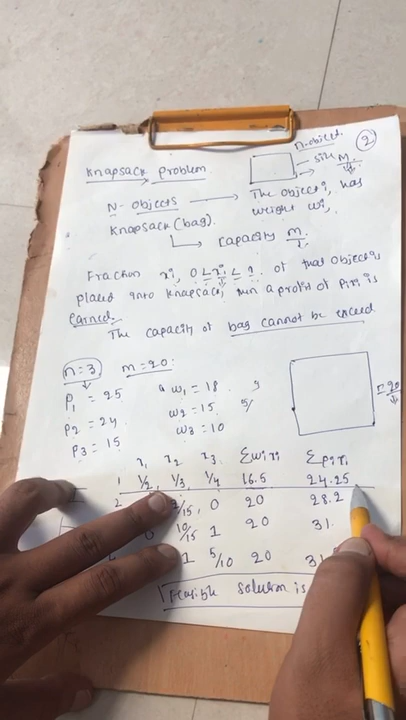 n-object.
2
Knapsack problem
size M
N- objects → The object i, has
weight wi,
Knapsack (bag)
↳ capacity m
Fraction xi, 0 ≤ xi ≤ 1. of that object is
placed into Knapsack, then a profit of pixi is
Earned.
The capacity of bag cannot be exceed
n=3, m=20:
P1 = 25 w1 = 18
P2 = 24 w2 = 15
P3 = 15 w3 = 10
20
x1 x2 x3 Σwixi Σpixi
1 1/2, 1/3 1/4 16.5 24.25
2 2/15, 0 20 28.2
0 10/15 1 20 31.
1 5/10 20 31.
Feasible solution is